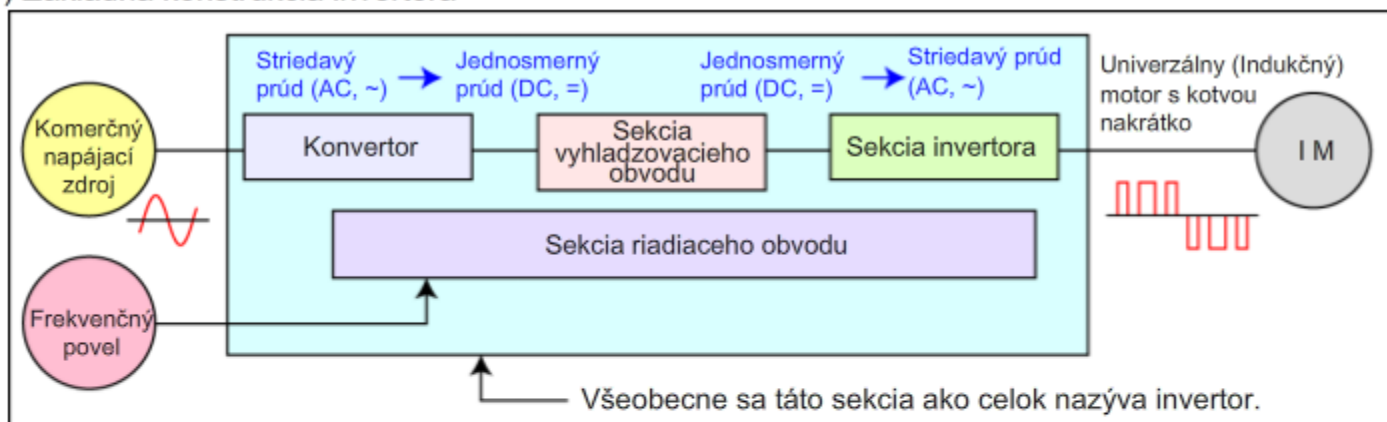 Striedavý
prúd (AC, ~)
Jednosmerný
prúd (DC, =)
Jednosmerný
prúd (DC, =)
Striedavý prúd
(AC, ~)
Univerzálny (Indukčný)
motor s kotvou
nakrátko
Komerčný
napájací
zdroj
Konvertor
Sekcia
vyhladzovacieho
obvodu
Sekcia invertora
I M
Sekcia riadiaceho obvodu
Frekvenčný
povel
Všeobecne sa táto sekcia ako celok nazýva invertor.